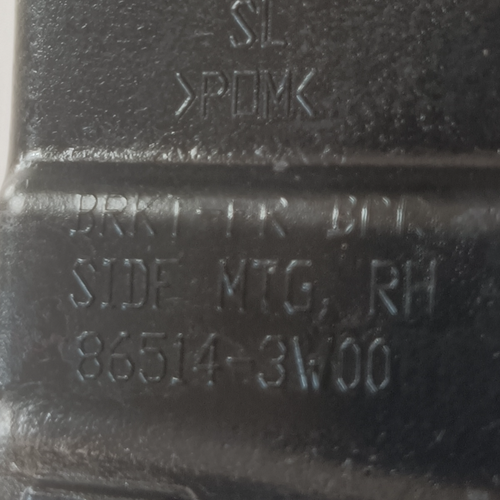 SL
>POM<
BRKT-FR BPR
SIDE MTG, RH
86514-3W00